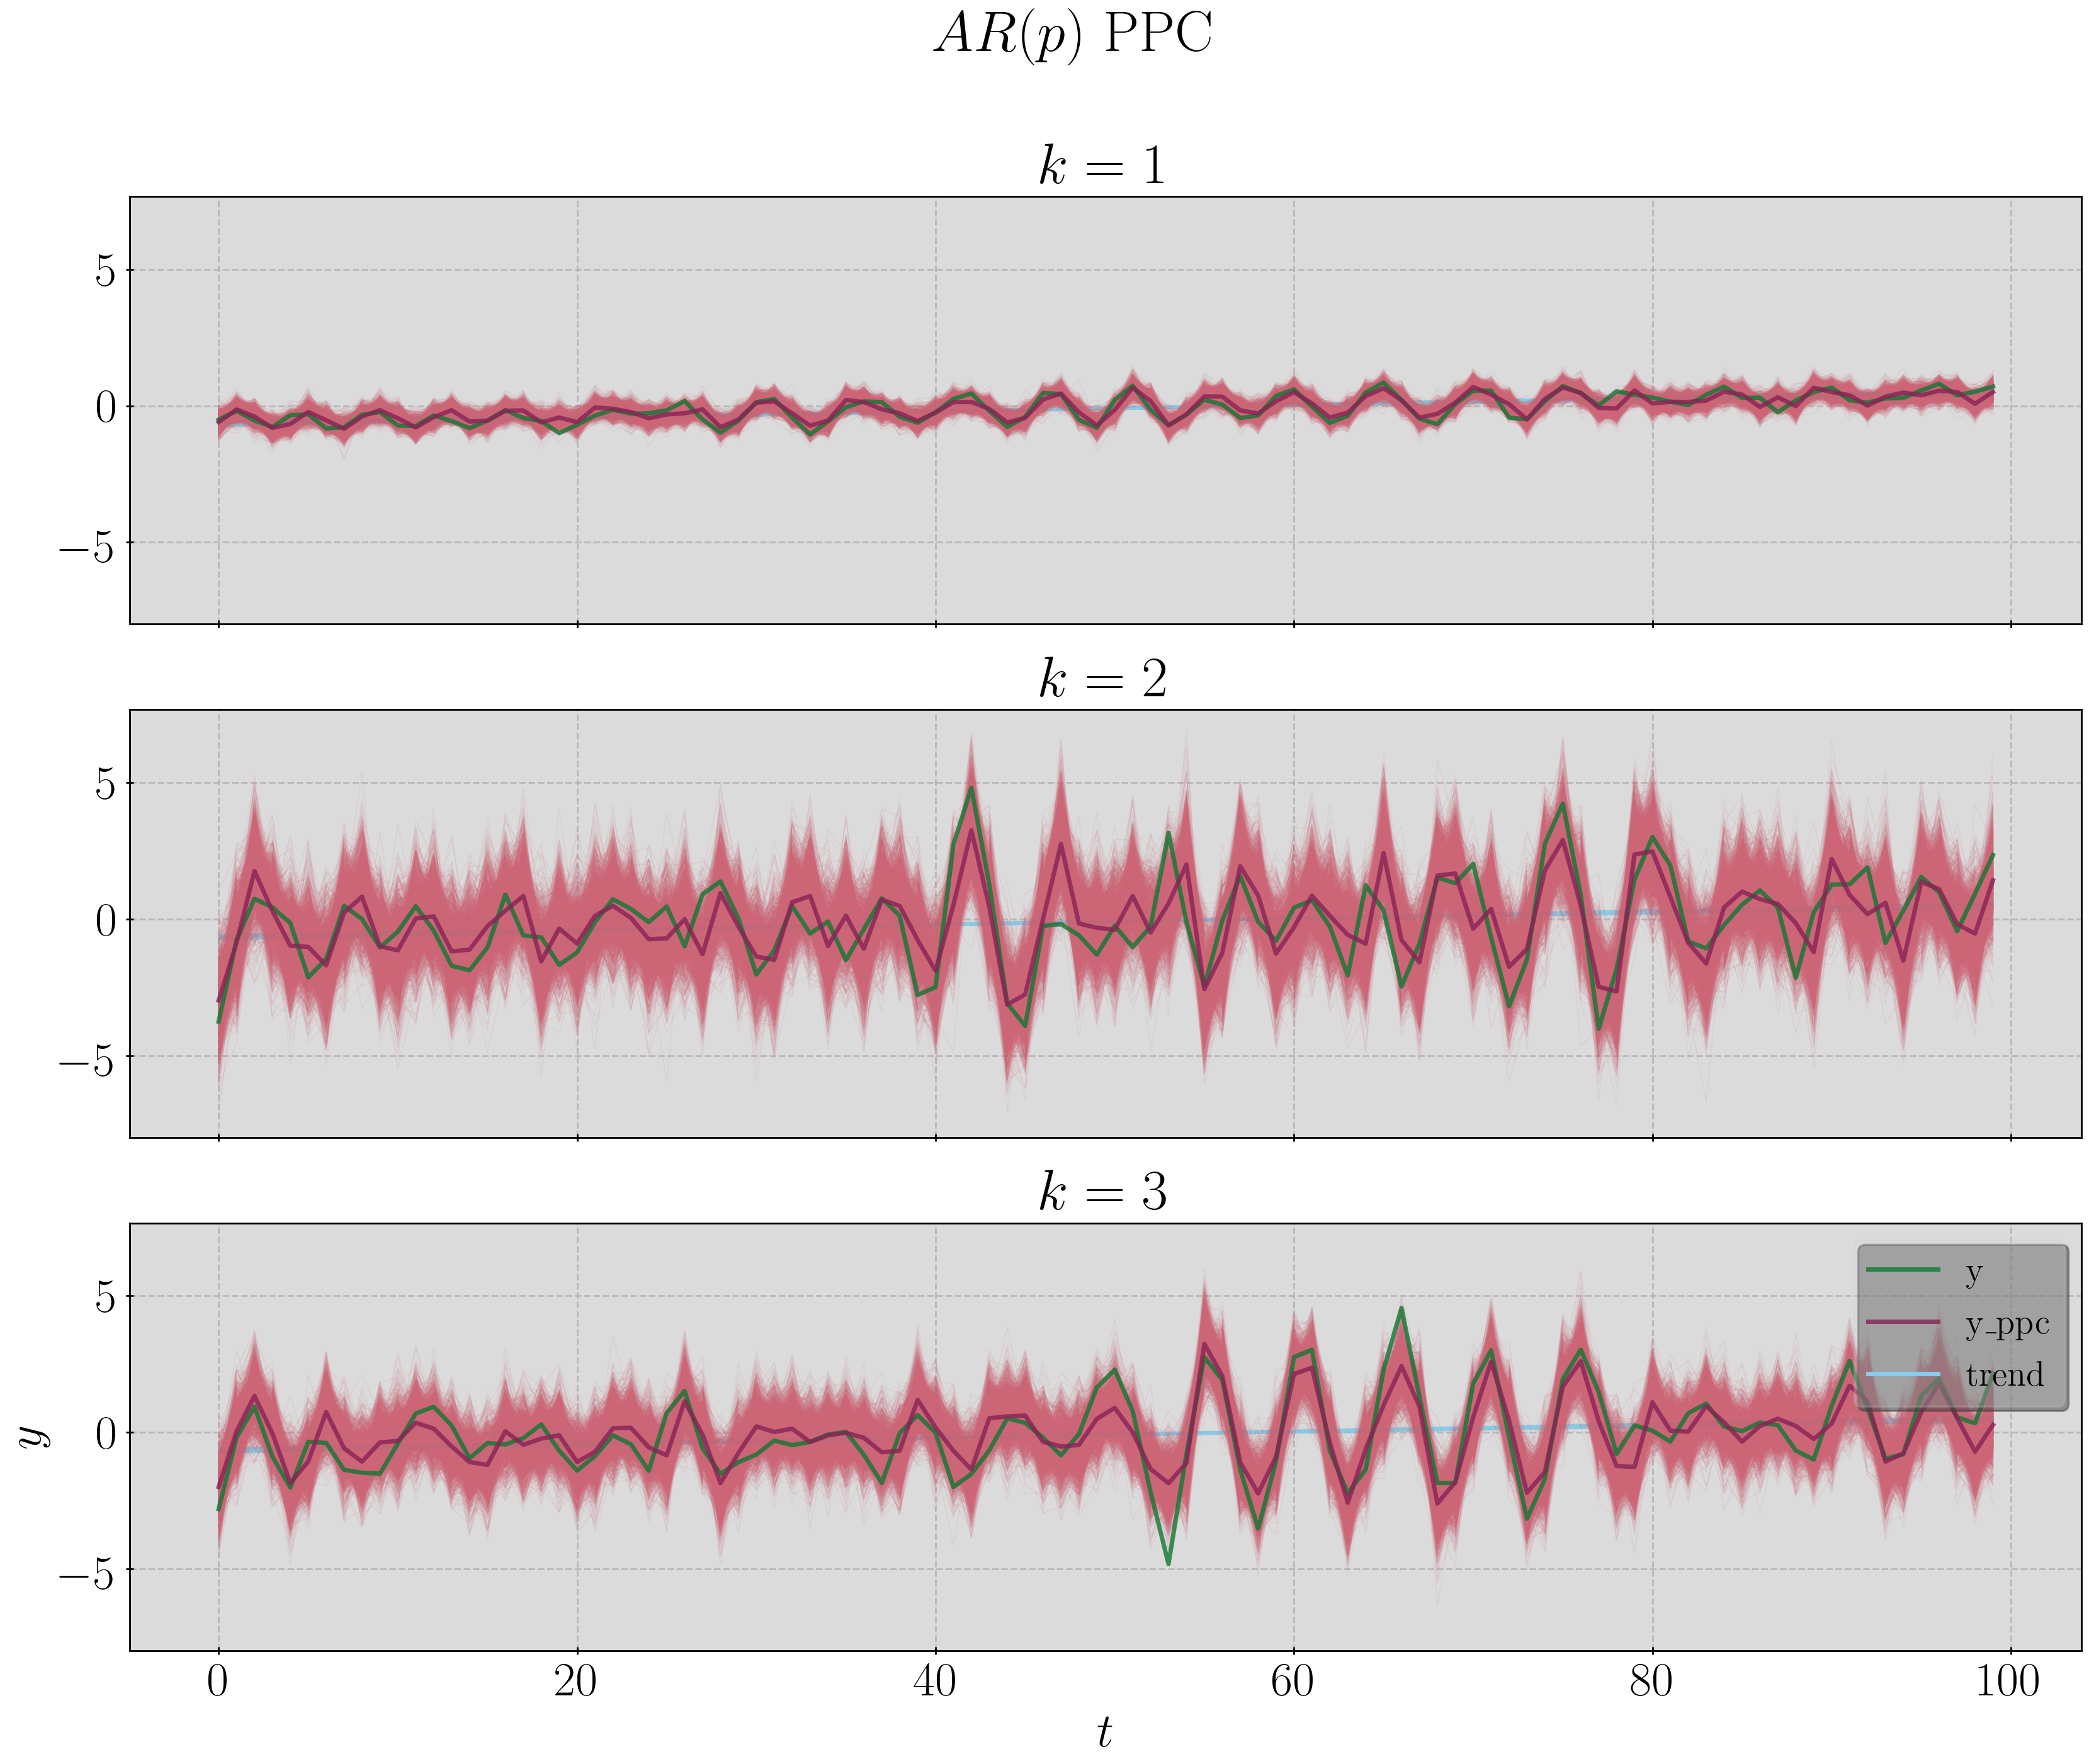 AR(p) PPC
k = 1
5
0
−5
k = 2
5
0
−5
k = 3
5
0
−5
y
y
y_ppc
trend
0 20 40 60 80 100
t